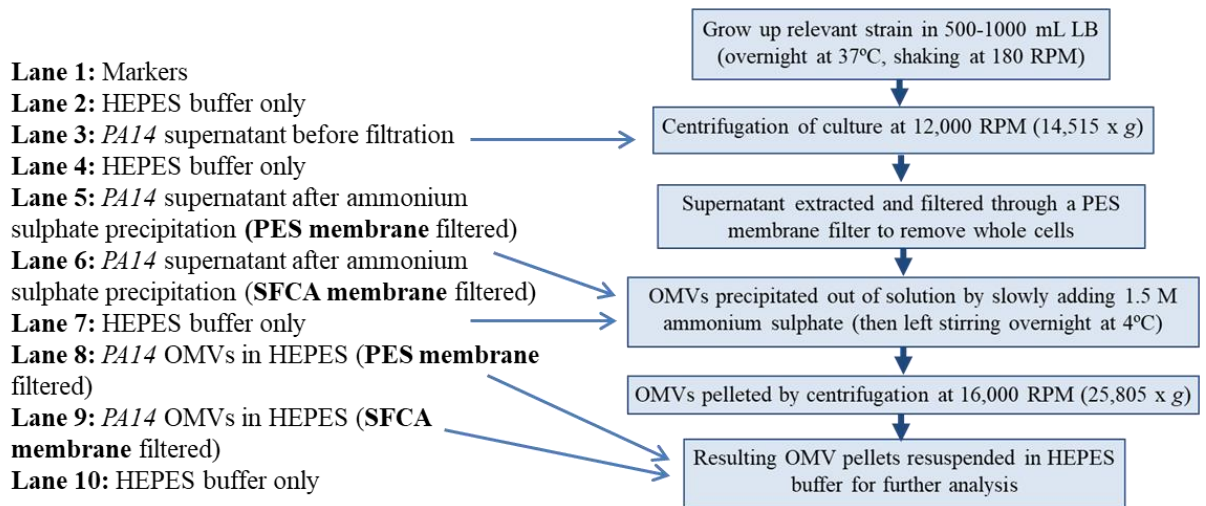 Lane 1: Markers
Lane 2: HEPES buffer only
Lane 3: PA14 supernatant before filtration
Lane 4: HEPES buffer only
Lane 5: PA14 supernatant after ammonium
sulphate precipitation (PES membrane filtered)
Lane 6: PA14 supernatant after ammonium
sulphate precipitation (SFCA membrane filtered)
Lane 7: HEPES buffer only
Lane 8: PA14 OMVs in HEPES (PES membrane
filtered)
Lane 9: PA14 OMVs in HEPES (SFCA
membrane filtered)
Lane 10: HEPES buffer only
Grow up relevant strain in 500-1000 mL LB
(overnight at 37ºC, shaking at 180 RPM)
Centrifugation of culture at 12,000 RPM (14,515 x g)
Supernatant extracted and filtered through a PES
membrane filter to remove whole cells
OMVs precipitated out of solution by slowly adding 1.5 M
ammonium sulphate (then left stirring overnight at 4ºC)
OMVs pelleted by centrifugation at 16,000 RPM (25,805 x g)
Resulting OMV pellets resuspended in HEPES
buffer for further analysis